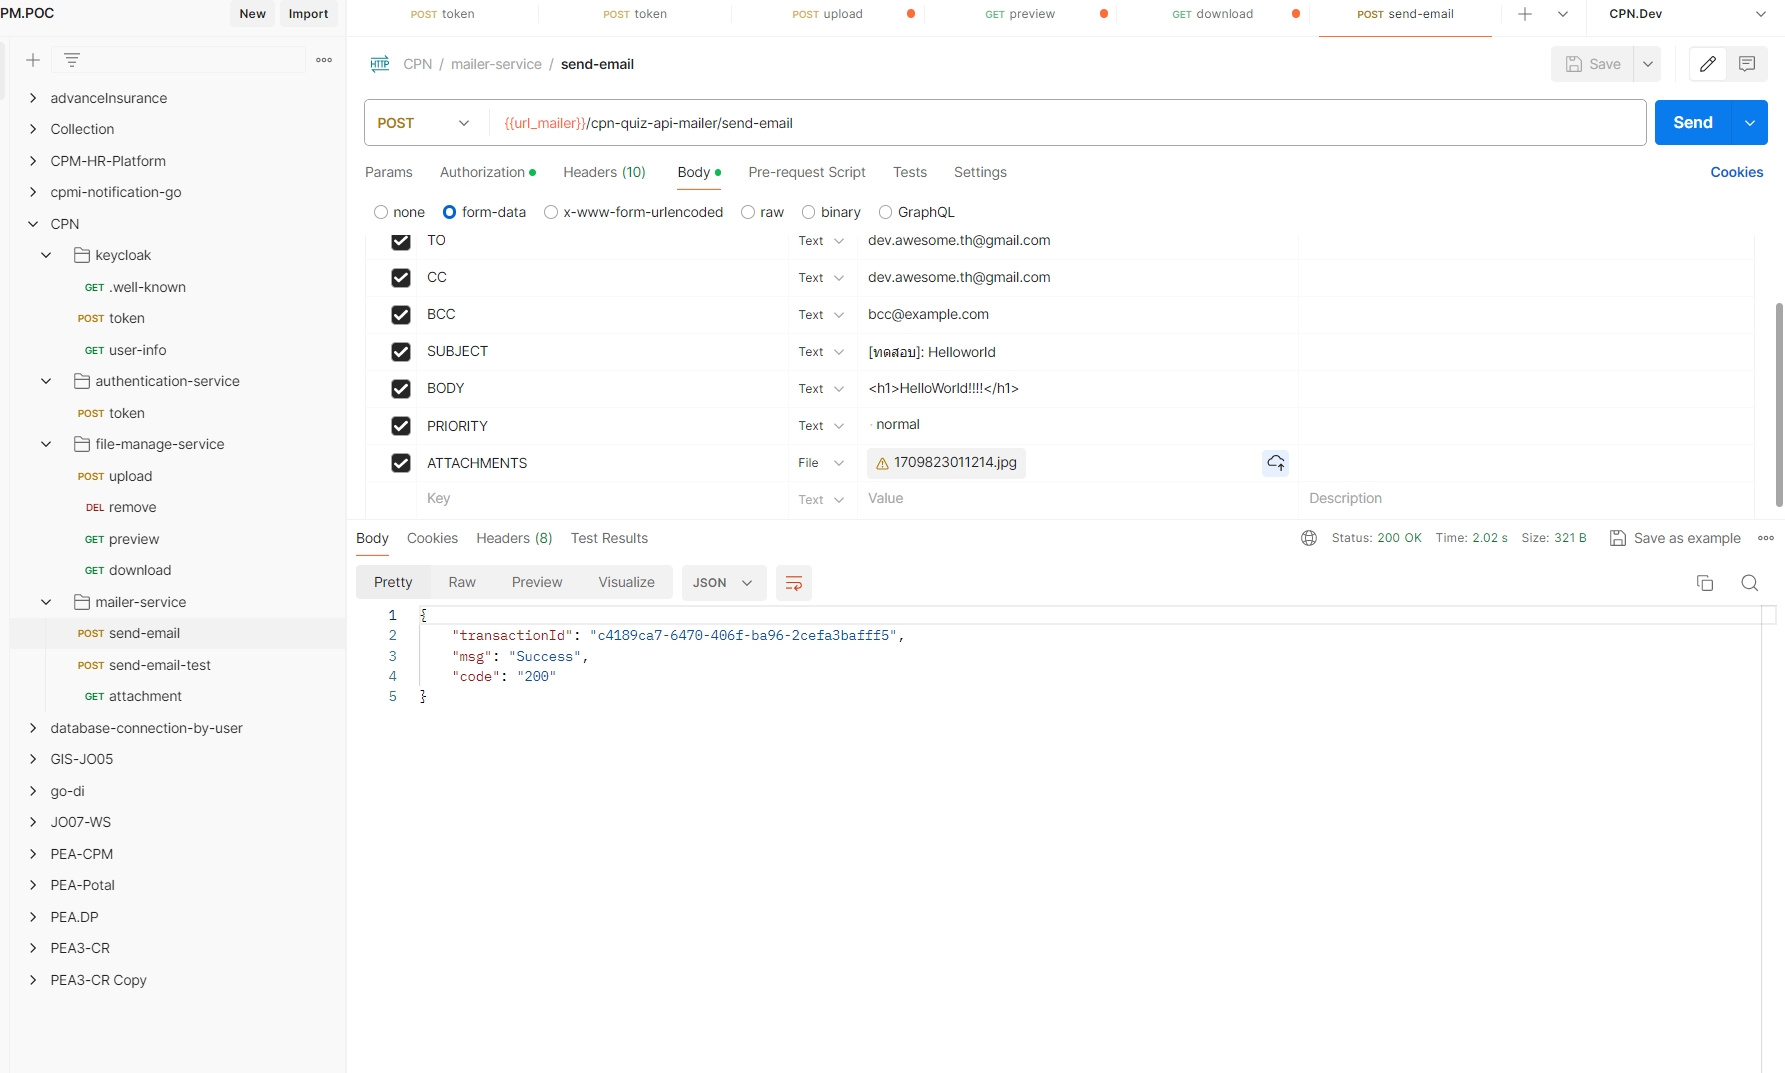 PM.POC New Import
POST token POST token POST upload GET preview GET download POST send-email CPN.Dev
CPN / mailer-service / send-email Save
POST {{url_mailer}}/cpn-quiz-api-mailer/send-email Send
Params Authorization Headers (10) Body Pre-request Script Tests Settings Cookies
none form-data x-www-form-urlencoded raw binary GraphQL
TO Text dev.awesome.th@gmail.com
CC Text dev.awesome.th@gmail.com
BCC Text bcc@example.com
SUBJECT Text [ทดสอบ]: Helloworld
BODY Text <h1>HelloWorld!!!!</h1>
PRIORITY Text normal
ATTACHMENTS File 1709823011214.jpg
Key Text Value Description
Body Cookies Headers (8) Test Results Status: 200 OK Time: 2.02 s Size: 321 B Save as example
Pretty Raw Preview Visualize JSON
1 {
2 "transactionId": "c4189ca7-6470-406f-ba96-2cefa3bafff5",
3 "msg": "Success",
4 "code": "200"
5 }
advanceInsurance
Collection
CPM-HR-Platform
cpmi-notification-go
CPN
keycloak
GET .well-known
POST token
GET user-info
authentication-service
POST token
file-manage-service
POST upload
DEL remove
GET preview
GET download
mailer-service
POST send-email
POST send-email-test
GET attachment
database-connection-by-user
GIS-JO05
go-di
JO07-WS
PEA-CPM
PEA-Potal
PEA.DP
PEA3-CR
PEA3-CR Copy